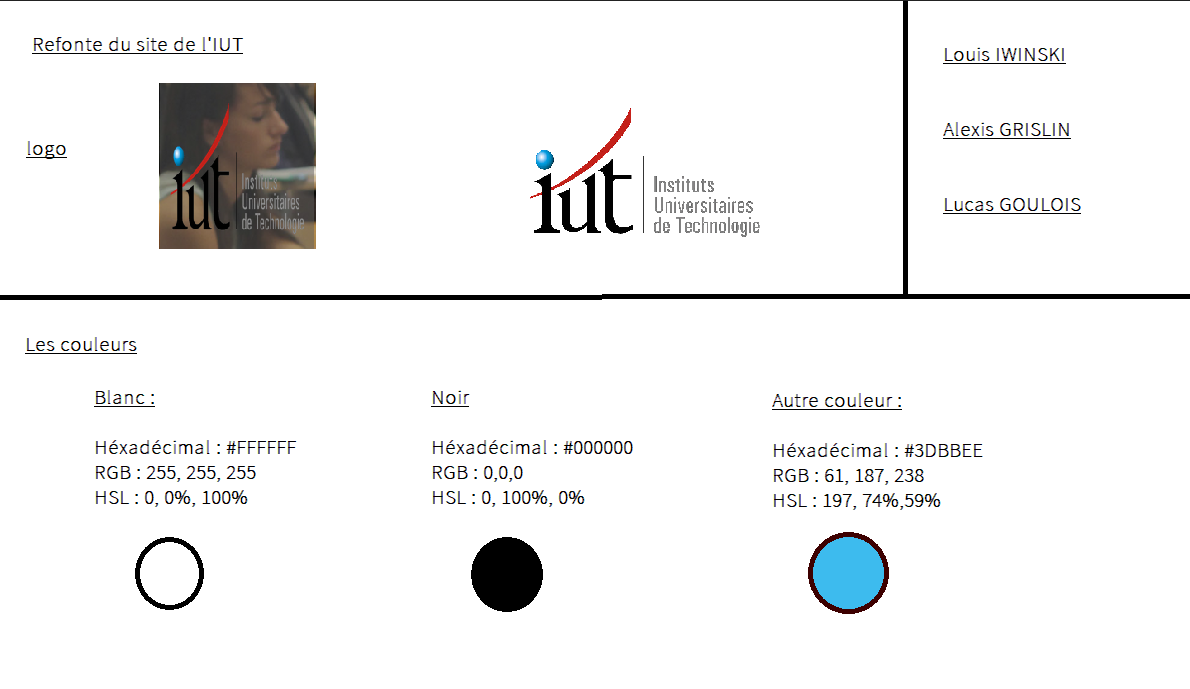 Refonte du site de l'IUT
logo
iut
Instituts
Universitaires
de Technologie
iut
Instituts
Universitaires
de Technologie
Louis IWINSKI
Alexis GRISLIN
Lucas GOULOIS
Les couleurs
Blanc :
Héxadécimal : #FFFFFF
RGB : 255, 255, 255
HSL : 0, 0%, 100%
Noir
Héxadécimal : #000000
RGB : 0,0,0
HSL : 0, 100%, 0%
Autre couleur :
Héxadécimal : #3DBBEE
RGB : 61, 187, 238
HSL : 197, 74%,59%